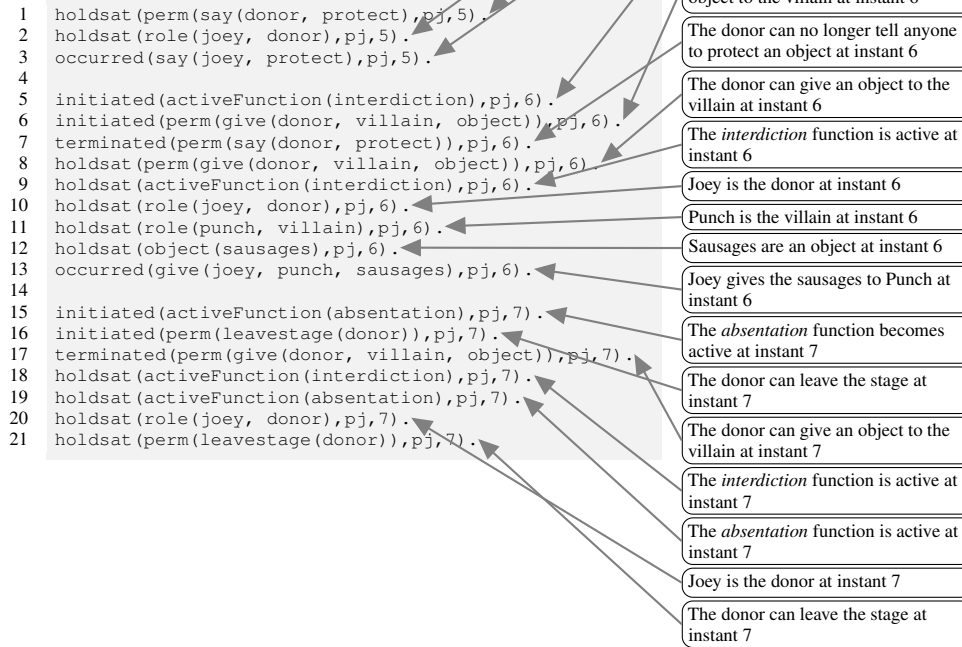 1 holdsat(perm(say(donor, protect),pj,5).
2 holdsat(role(joey, donor),pj,5).
3 occurred(say(joey, protect),pj,5).
4
5 initiated(activeFunction(interdiction),pj,6).
6 initiated(perm(give(donor, villain, object)),pj,6).
7 terminated(perm(say(donor, protect)),pj,6).
8 holdsat(perm(give(donor, villain, object)),pj,6).
9 holdsat(activeFunction(interdiction),pj,6).
10 holdsat(role(joey, donor),pj,6).
11 holdsat(role(punch, villain),pj,6).
12 holdsat(object(sausages),pj,6).
13 occurred(give(joey, punch, sausages),pj,6).
14
15 initiated(activeFunction(absentation),pj,7).
16 initiated(perm(leavestage(donor)),pj,7).
17 terminated(perm(give(donor, villain, object)),pj,7).
18 holdsat(activeFunction(interdiction),pj,7).
19 holdsat(activeFunction(absentation),pj,7).
20 holdsat(role(joey, donor),pj,7).
21 holdsat(perm(leavestage(donor)),pj,7).
object to the villain at instant 6
The donor can no longer tell anyone
to protect an object at instant 6
The donor can give an object to the
villain at instant 6
The interdiction function is active at
instant 6
Joey is the donor at instant 6
Punch is the villain at instant 6
Sausages are an object at instant 6
Joey gives the sausages to Punch at
instant 6
The absentation function becomes
active at instant 7
The donor can leave the stage at
instant 7
The donor can give an object to the
villain at instant 7
The interdiction function is active at
instant 7
The absentation function is active at
instant 7
Joey is the donor at instant 7
The donor can leave the stage at
instant 7